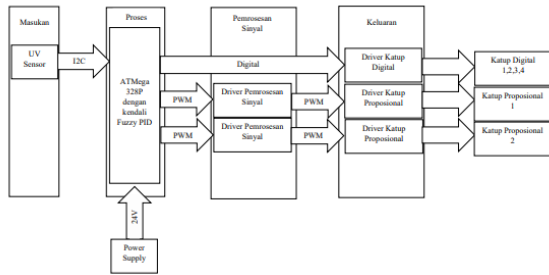 Masukan
Proses
Pemrosesan
Sinyal
Keluaran
UV
Sensor
I2C
ATMega
328P
dengan
kendali
Fuzzy PID
Digital
Driver Katup
Digital
Katup Digital
1,2,3,4
PWM
Driver Pemrosesan
Sinyal
PWM
Driver Katup
Proposional
Katup Proposional
1
PWM
Driver Pemrosesan
Sinyal
PWM
Driver Katup
Proposional
Katup Proposional
2
24V
Power
Supply